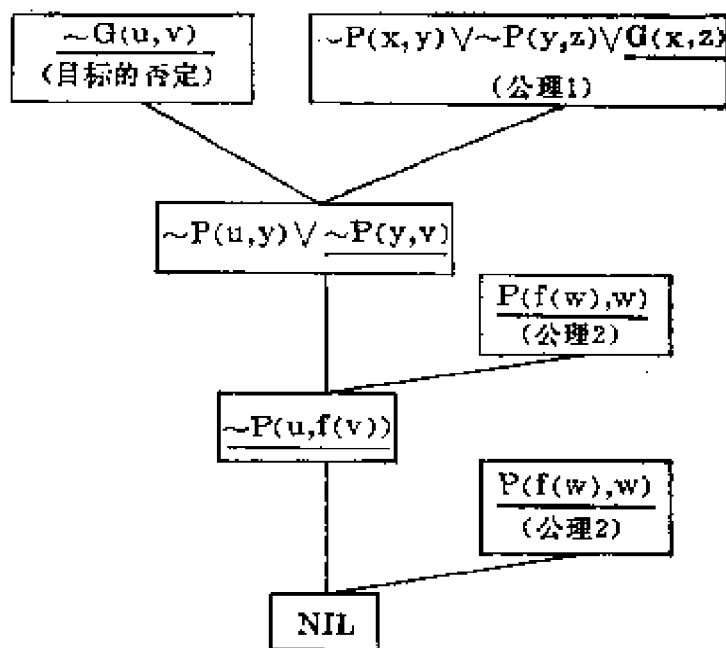 ~G(u,v)
(目标的否定)
~P(x,y)∨~P(y,z)∨G(x,z)
(公理1)
~P(u,y)∨~P(y,v)
P(f(w),w)
(公理2)
~P(u,f(v))
P(f(w),w)
(公理2)
NIL